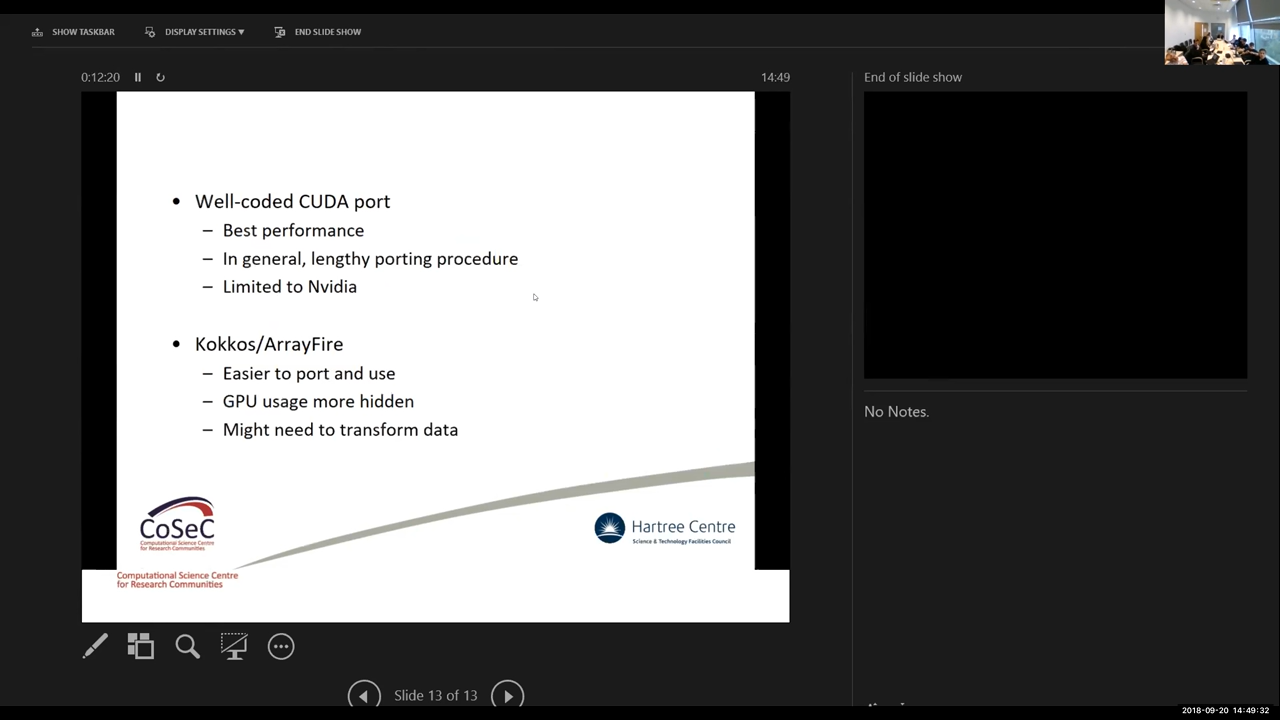 SHOW TASKBAR
DISPLAY SETTINGS ▼
END SLIDE SHOW
0:12:20
14:49
End of slide show
• Well-coded CUDA port
– Best performance
– In general, lengthy porting procedure
– Limited to Nvidia
• Kokkos/ArrayFire
– Easier to port and use
– GPU usage more hidden
– Might need to transform data
No Notes.
CoSeC
Computational Science Centre
for Research Communities
Hartree Centre
Science & Technology Facilities Council
Computational Science Centre
for Research Communities
Slide 13 of 13
2018-09-20 14:49:32